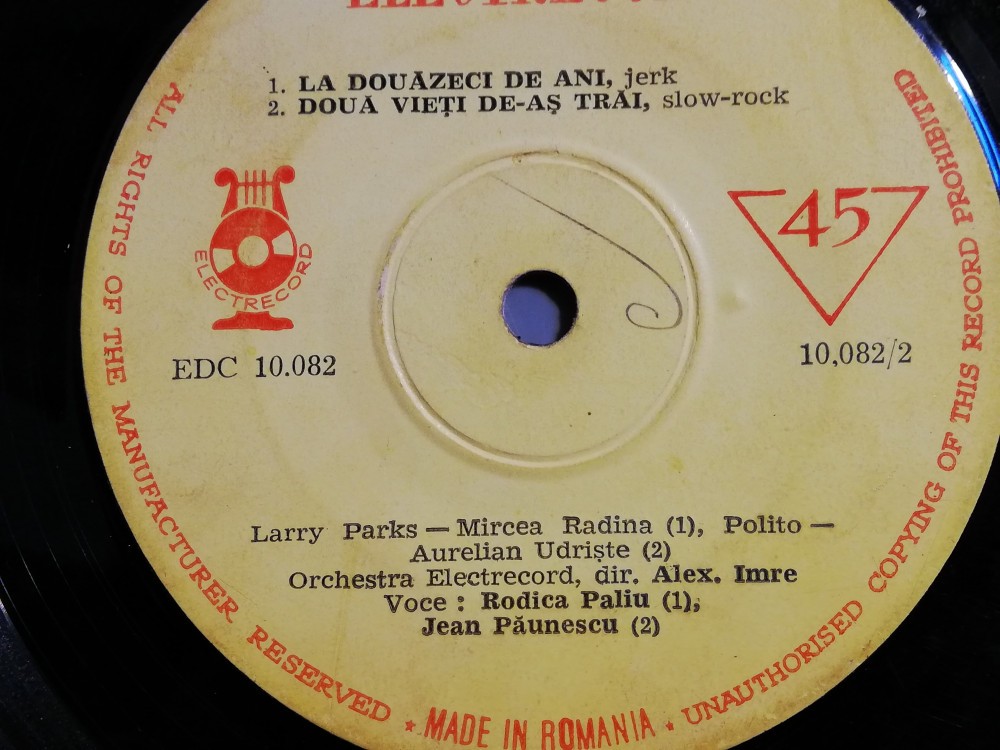 1. LA DOUĂZECI DE ANI, jerk
2. DOUĂ VIEȚI DE-AȘ TRĂI, slow-rock
ELECTRECORD
45
EDC 10.082
10,082/2
Larry Parks — Mircea Radina (1), Polito —
Aurelian Udriște (2)
Orchestra Electrecord, dir. Alex. Imre
Voce : Rodica Paliu (1),
Jean Păunescu (2)
ALL RIGHTS OF THE MANUFACTURER RESERVED * MADE IN ROMANIA * UNAUTHORISED COPYING OF THIS RECORD PROHIBITED